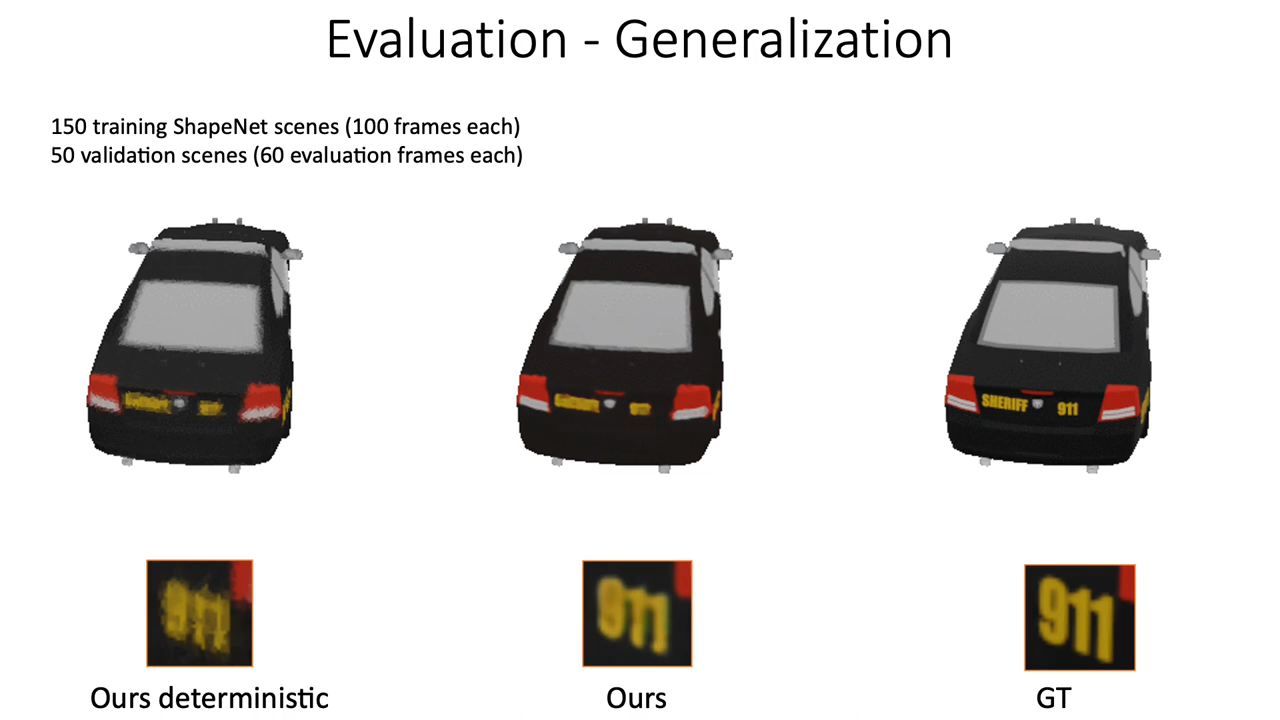 Evaluation - Generalization
150 training ShapeNet scenes (100 frames each)
50 validation scenes (60 evaluation frames each)
SHERIFF 911
911
911
911
Ours deterministic
Ours
GT